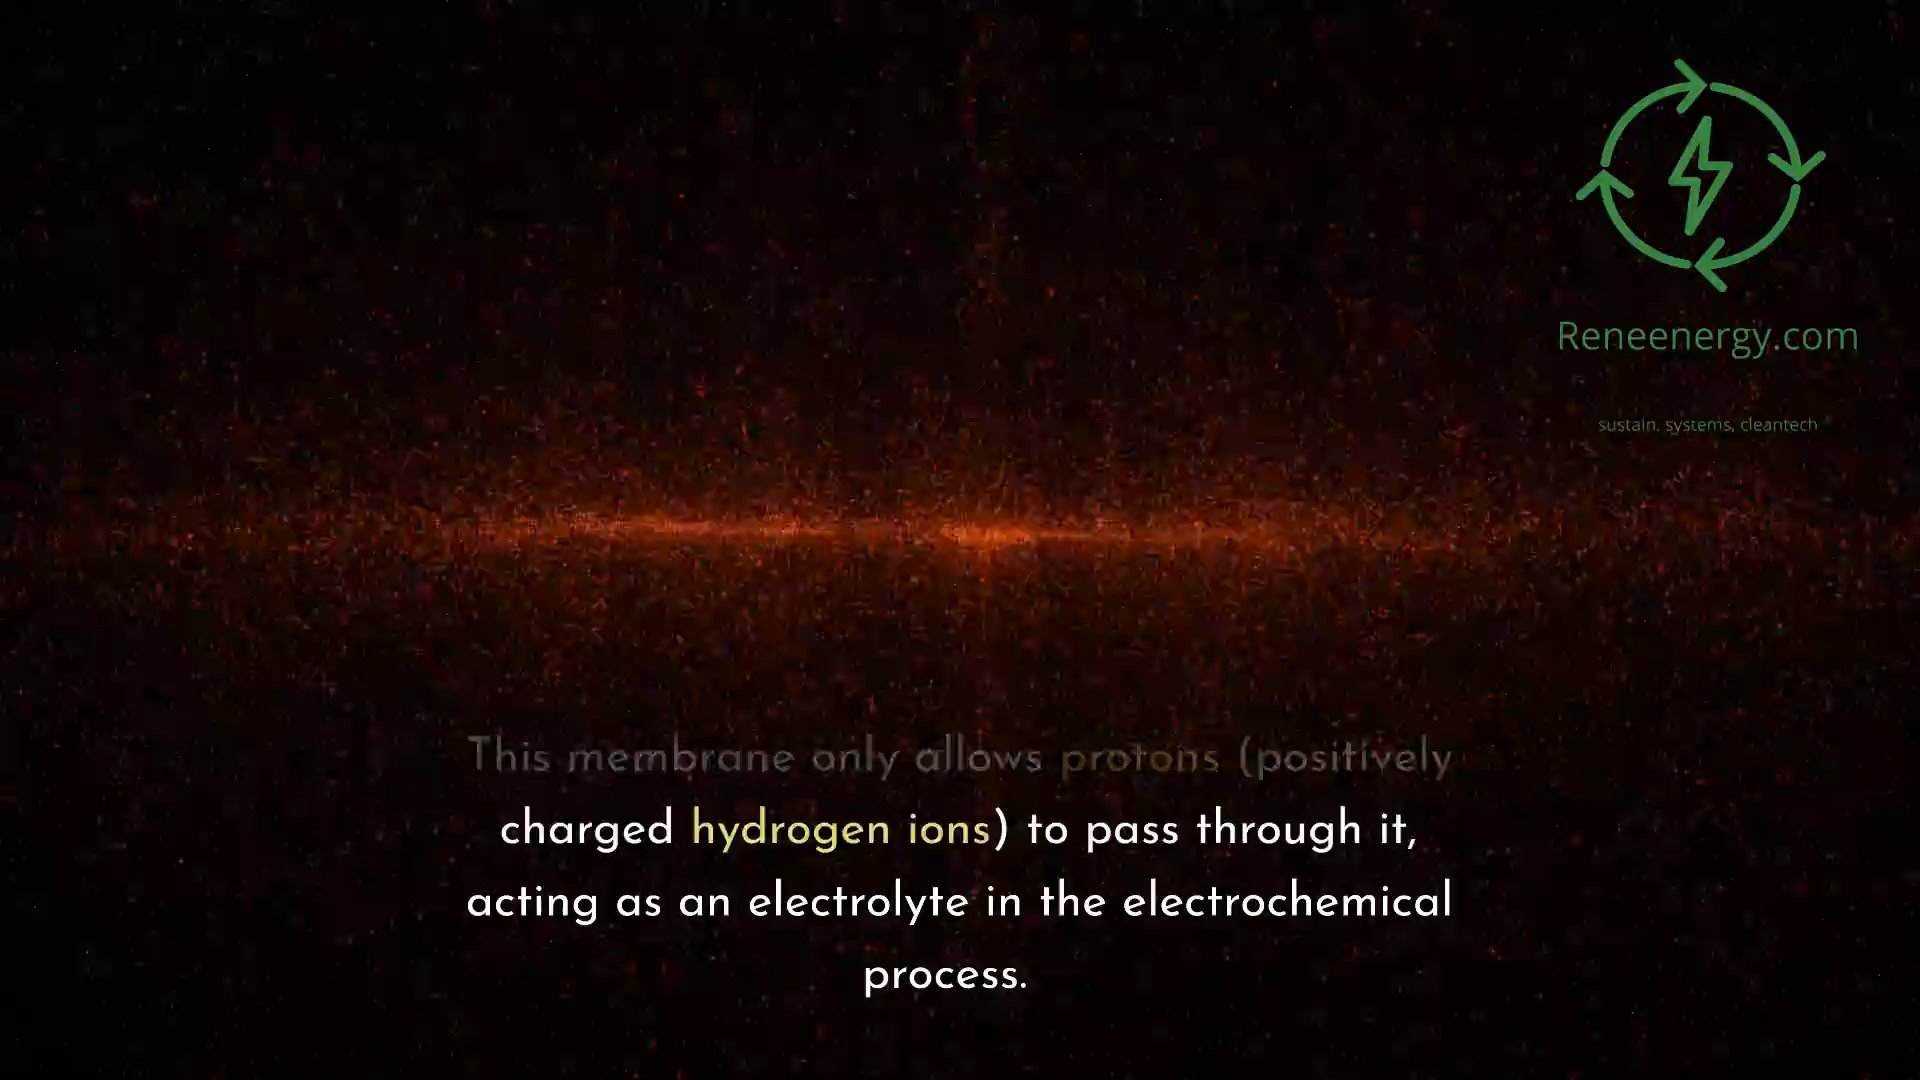 Reneenergy.com
sustain, systems, cleantech
This membrane only allows protons (positively
charged hydrogen ions) to pass through it,
acting as an electrolyte in the electrochemical
process.